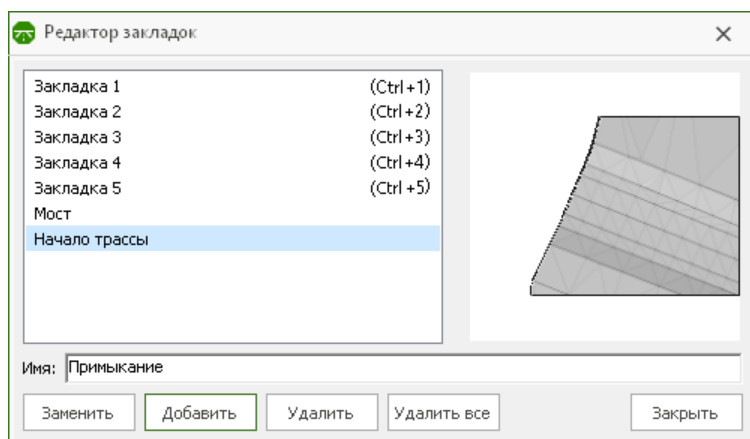 Редактор закладок
Закладка 1 (Ctrl+1)
Закладка 2 (Ctrl+2)
Закладка 3 (Ctrl+3)
Закладка 4 (Ctrl+4)
Закладка 5 (Ctrl+5)
Мост
Начало трассы
Имя: Примыкание
Заменить Добавить Удалить Удалить все Закрыть